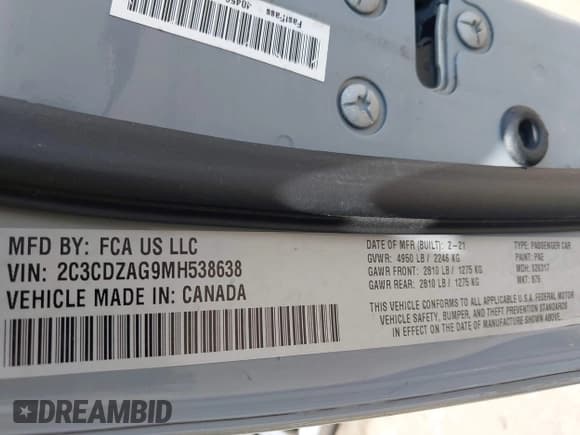 FastPass
MFD BY: FCA US LLC
VIN: 2C3CDZAG9MH538638
VEHICLE MADE IN: CANADA
DATE OF MFR (BUILT): 2-21
GVWR: 4950 LB / 2246 KG
GAWR FRONT: 2810 LB / 1275 KG
GAWR REAR: 2810 LB / 1275 KG
TYPE: PASSENGER CAR
PAINT: PNE
MDH: 020317
THIS VEHICLE CONFORMS TO ALL APPLICABLE U.S.A. FEDERAL MOTOR
VEHICLE SAFETY, BUMPER, AND THEFT PREVENTION STANDARDS
IN EFFECT ON THE DATE OF MANUFACTURE SHOWN ABOVE.
DREAMBID